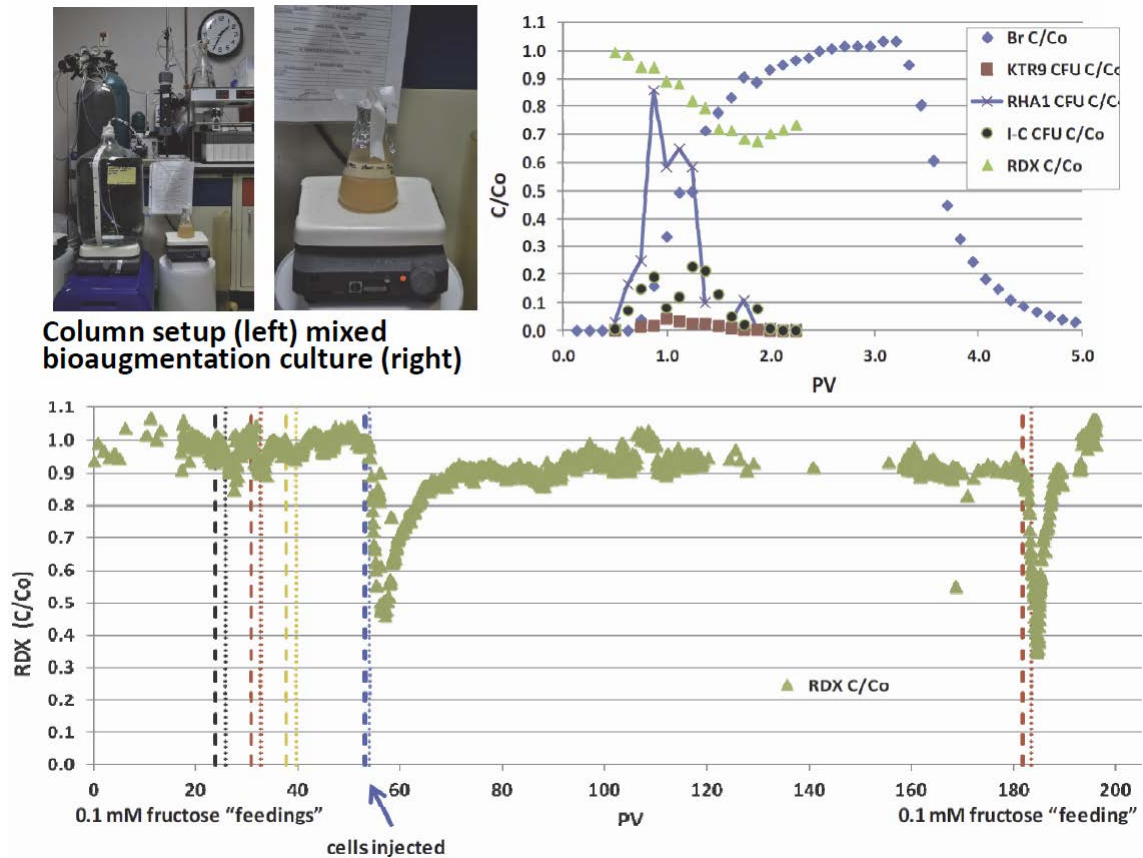 Column setup (left) mixed
bioaugmentation culture (right)
C/Co
1.1
1.0
0.9
0.8
0.7
0.6
0.5
0.4
0.3
0.2
0.1
0.0
0.0
1.0
2.0
3.0
4.0
5.0
PV
Br C/Co
KTR9 CFU C/Co
RHA1 CFU C/C
I-C CFU C/Co
RDX C/Co
RDX (C/Co)
1.1
1.0
0.9
0.8
0.7
0.6
0.5
0.4
0.3
0.2
0.1
0.0
RDX C/Co
0
20
40
60
80
100
120
140
160
180
200
0.1 mM fructose “feedings”
PV
0.1 mM fructose “feeding”
cells injected